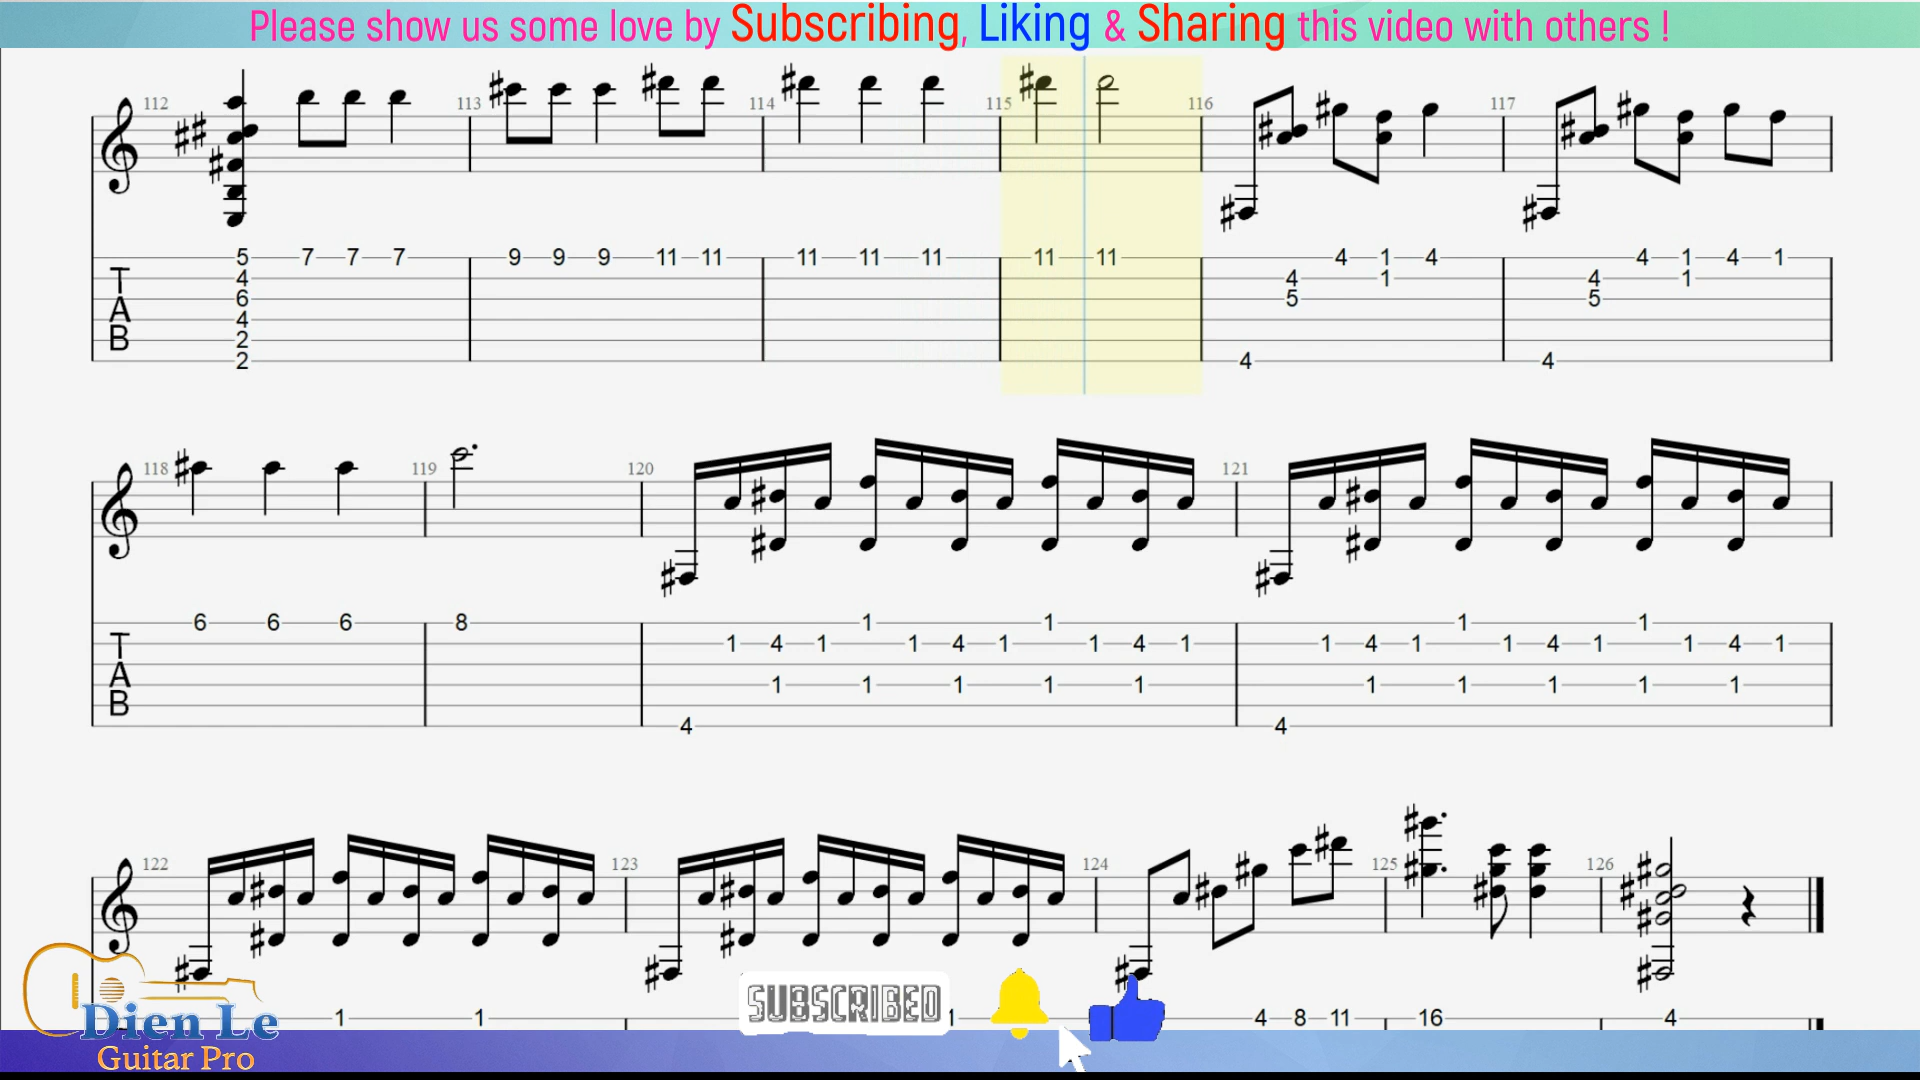 Please show us some love by Subscribing, Liking & Sharing this video with others !
112 113 114 115 116 117
5 7 7 7 9 9 9 11 11 11 11 11 11 11 4 1 4 4 1 4 1
T 4 4 1 4 1
6 5 5
A 4
B 2
2 4 4
118 119 120 121
6 6 6 8 1 1 1 1
T 1 4 1 1 4 1 1 4 1 1 4 1 1 4 1 1 4 1
A 1 1 1 1 1 1 1 1 1 1
B
4 4
122 123 124 125 126
1 1 1 4 8 11 16 4
SUBSCRIBED
Dien Le
Guitar Pro